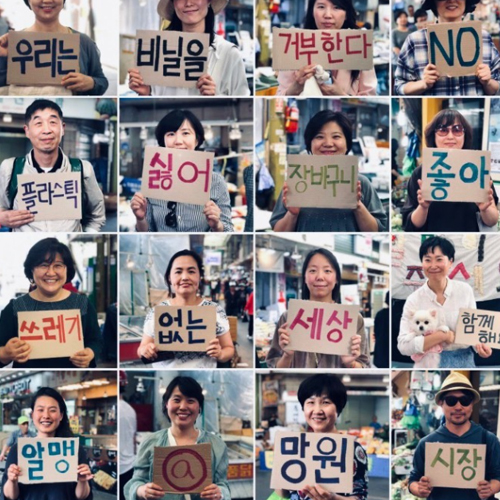 우리는 비닐을 거부한다 NO
플라스틱 싫어 장바구니 좋아
쓰레기 없는 세상 함께해요
알맹 @ 망원 시장